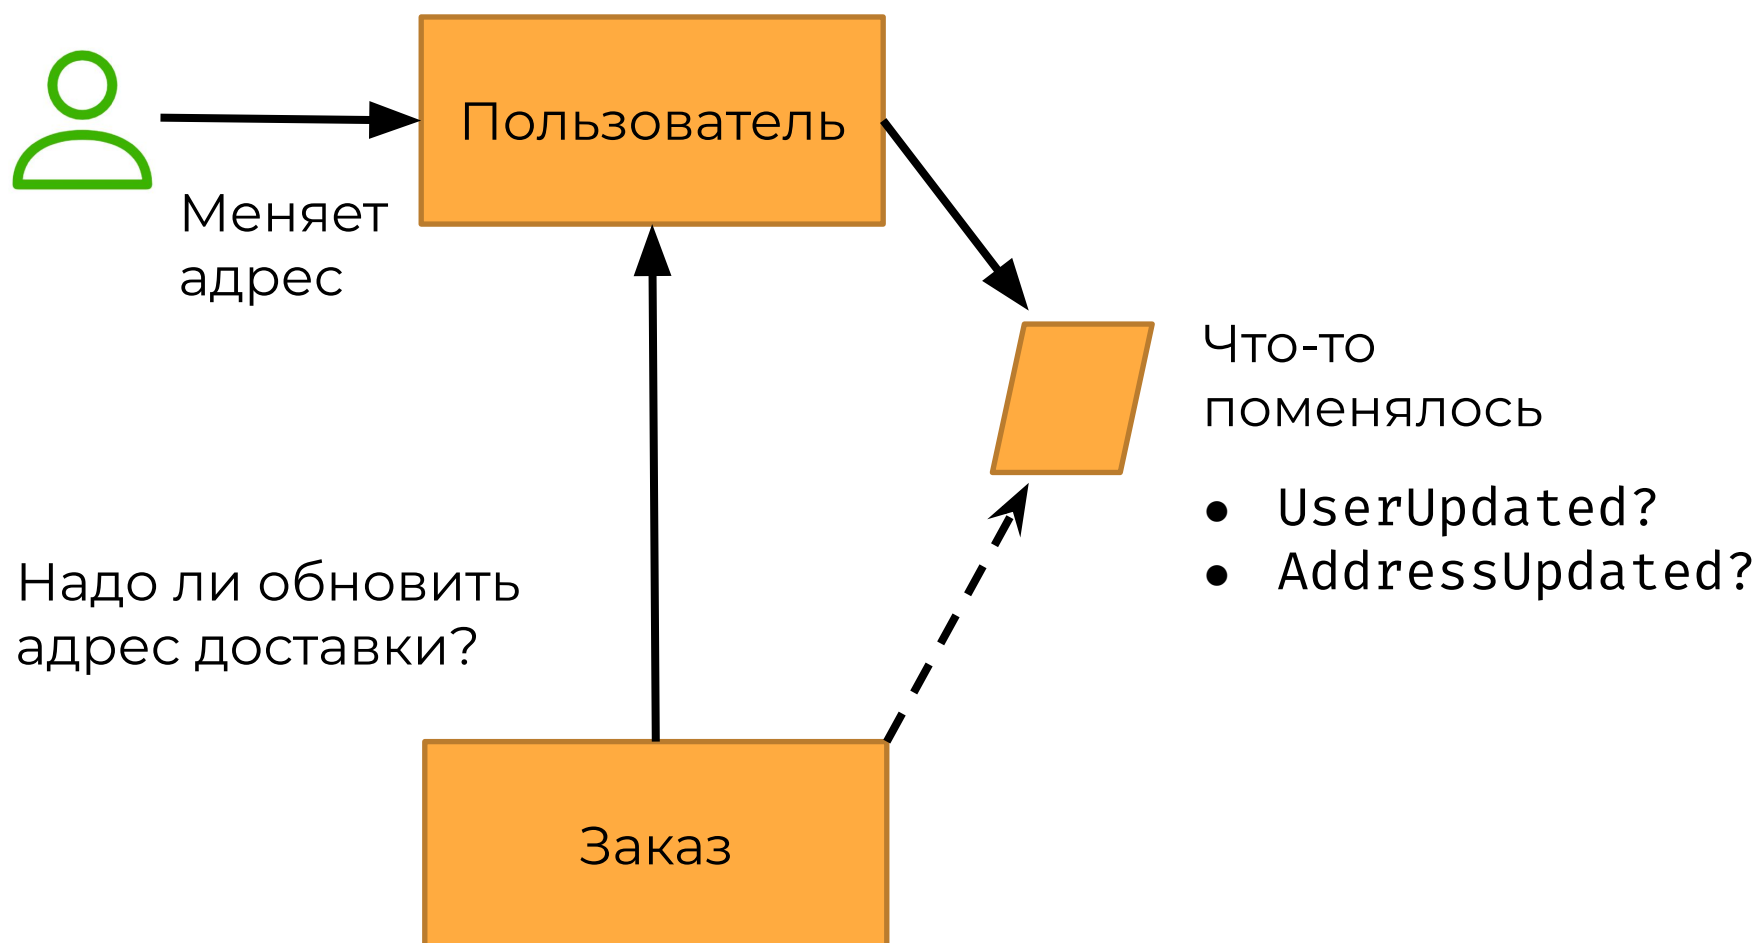 Пользователь
Меняет
адрес
Что-то
поменялось
● UserUpdated?
● AddressUpdated?
Надо ли обновить
адрес доставки?
Заказ